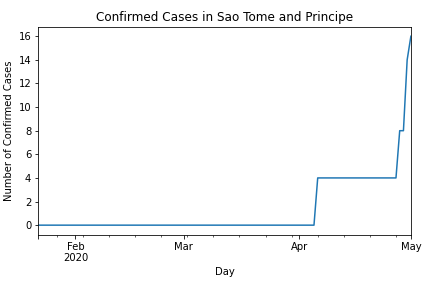 Confirmed Cases in Sao Tome and Principe
Number of Confirmed Cases
16
14
12
10
8
6
4
2
0
Feb
2020
Mar
Apr
May
Day